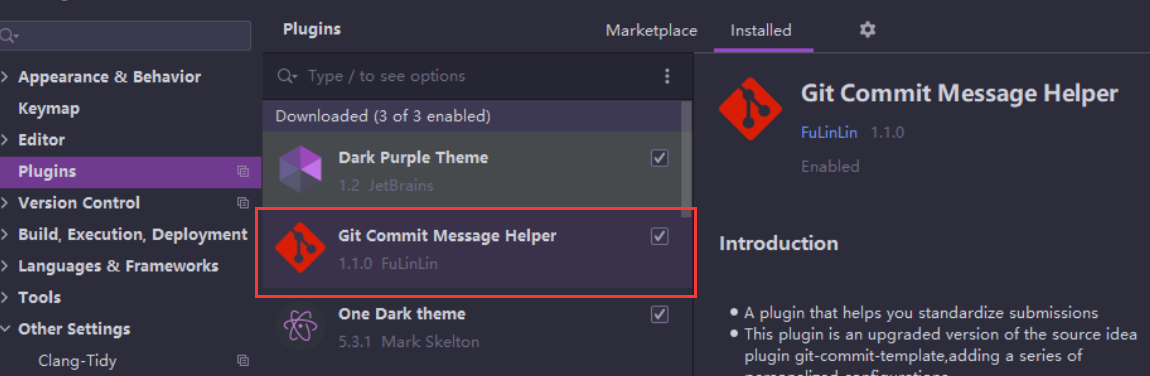 Plugins
Marketplace
Installed
Type / to see options
Appearance & Behavior
Keymap
Editor
Plugins
Version Control
Build, Execution, Deployment
Languages & Frameworks
Tools
Other Settings
Clang-Tidy
Downloaded (3 of 3 enabled)
Dark Purple Theme
1.2 JetBrains
Git Commit Message Helper
1.1.0 FuLinLin
One Dark theme
5.3.1 Mark Skelton
Git Commit Message Helper
FuLinLin 1.1.0
Enabled
Introduction
A plugin that helps you standardize submissions
This plugin is an upgraded version of the source idea
plugin git-commit-template,adding a series of
personalized configurations